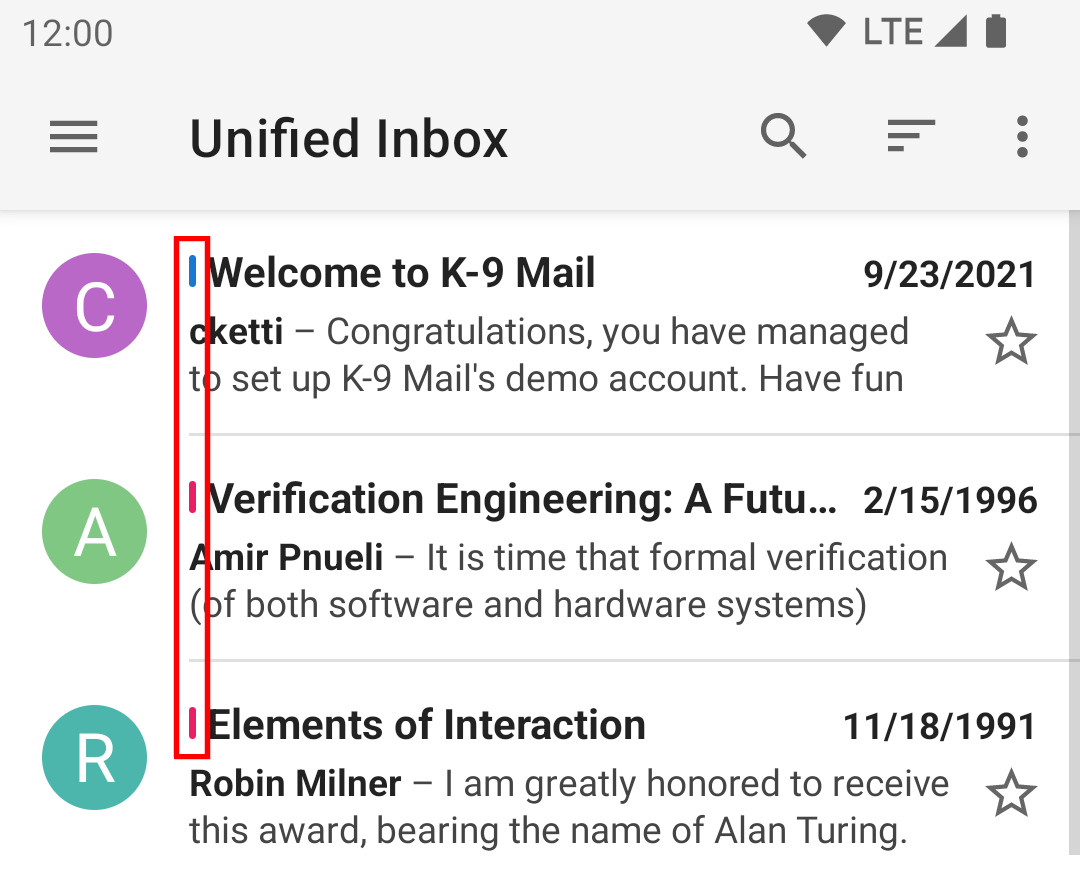 12:00 LTE
Unified Inbox
C
Welcome to K-9 Mail 9/23/2021
cketti – Congratulations, you have managed
to set up K-9 Mail's demo account. Have fun
A
Verification Engineering: A Futu... 2/15/1996
Amir Pnueli – It is time that formal verification
(of both software and hardware systems)
R
Elements of Interaction 11/18/1991
Robin Milner – I am greatly honored to receive
this award, bearing the name of Alan Turing.